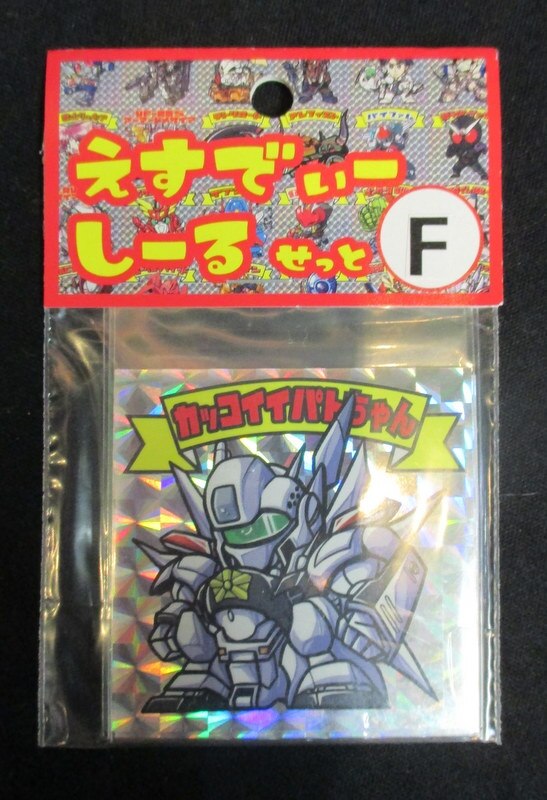 えすでぃー
しーる せっと
F
カッコイイパトちゃん